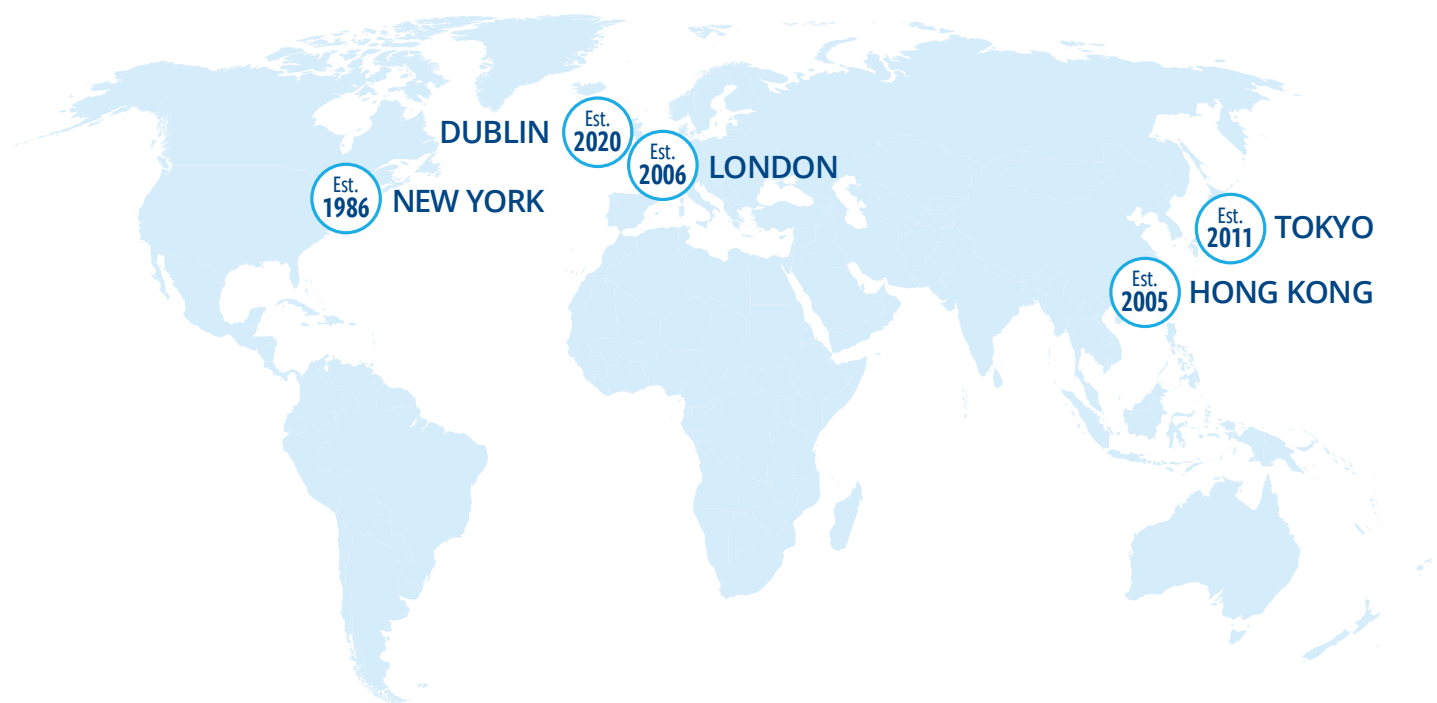 Est.
2020
DUBLIN
Est.
2006
LONDON
Est.
1986
NEW YORK
Est.
2011
TOKYO
Est.
2005
HONG KONG